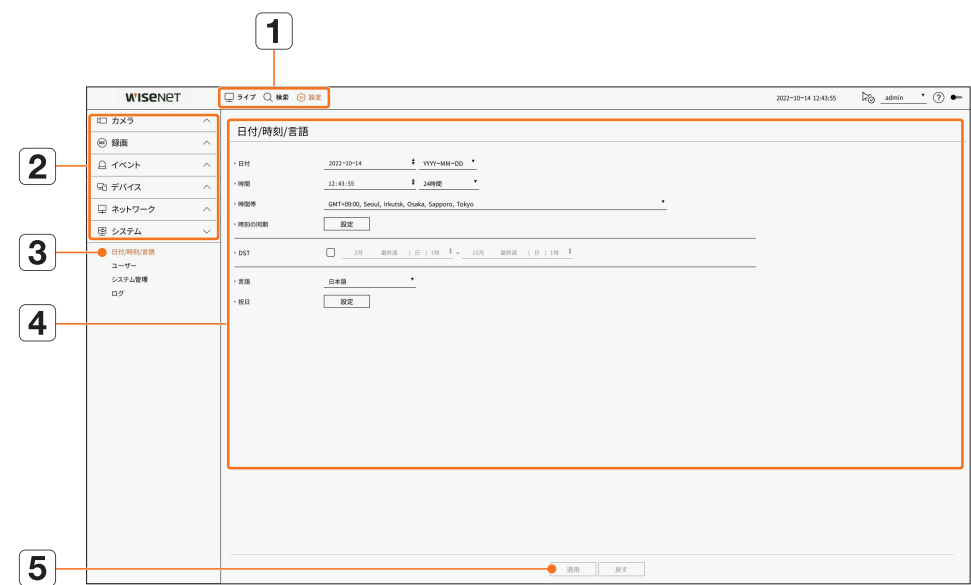 1
WISENET
ライブ 検索 設定
2022-10-14 12:43:55
admin
?
2
カメラ
REC 録画
イベント
デバイス
ネットワーク
システム
3
日付/時刻/言語
ユーザー
システム管理
ログ
4
日付/時刻/言語
日付 2022-10-14 YYYY-MM-DD
時間 12:43:55 24時間
時間帯 GMT+09:00, Seoul, Irkutsk, Osaka, Sapporo, Tokyo
時刻の同期 設定
DST 3月 最終週 ( 日 ) 1時 ~ 10月 最終週 ( 日 ) 1時
言語 日本語
祝日 設定
5
適用 戻す